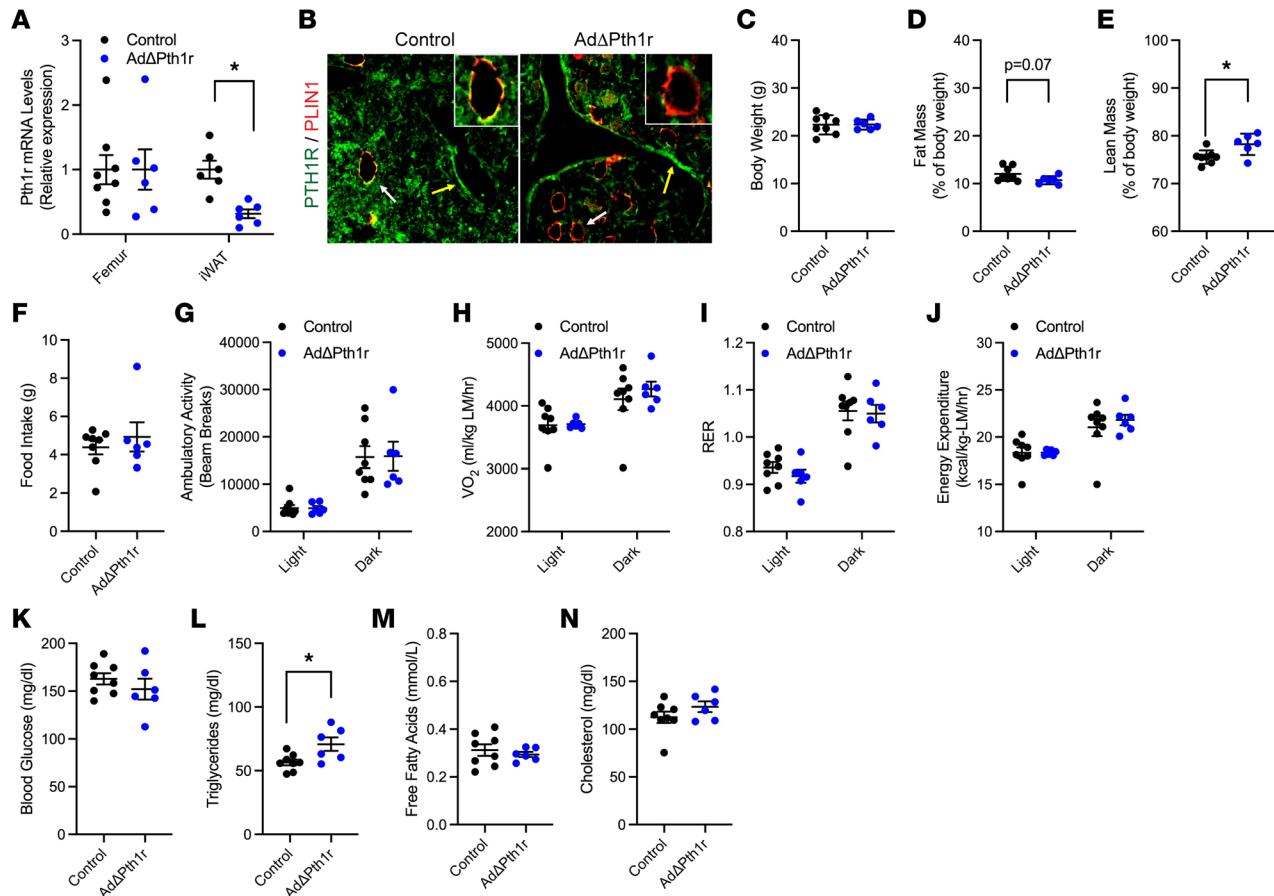 A
Control
AdΔPth1r
Pth1r mRNA Levels
(Relative expression)
3
2
1
0
*
Femur
iWAT
B
Control
AdΔPth1r
PTH1R / PLIN1
C
Body Weight (g)
40
30
20
10
0
Control
AdΔPth1r
D
Fat Mass
(% of body weight)
40
30
20
10
0
p=0.07
Control
AdΔPth1r
E
Lean Mass
(% of body weight)
100
90
80
70
60
*
Control
AdΔPth1r
F
Food Intake (g)
10
8
6
4
2
0
Control
AdΔPth1r
G
Control
AdΔPth1r
Ambulatory Activity
(Beam Breaks)
40000
30000
20000
10000
0
Light
Dark
H
Control
AdΔPth1r
VO2 (ml/kg LM/hr)
5000
4000
3000
2000
Light
Dark
I
Control
AdΔPth1r
RER
1.2
1.1
1.0
0.9
0.8
Light
Dark
J
Control
AdΔPth1r
Energy Expenditure
(kcal/kg-LM/hr)
30
25
20
15
10
Light
Dark
K
Blood Glucose (mg/dl)
200
150
100
50
0
Control
AdΔPth1r
L
Triglycerides (mg/dl)
150
100
50
0
*
Control
AdΔPth1r
M
Free Fatty Acids (mmol/L)
0.8
0.6
0.4
0.2
0.0
Control
AdΔPth1r
N
Cholesterol (mg/dl)
200
150
100
50
0
Control
AdΔPth1r